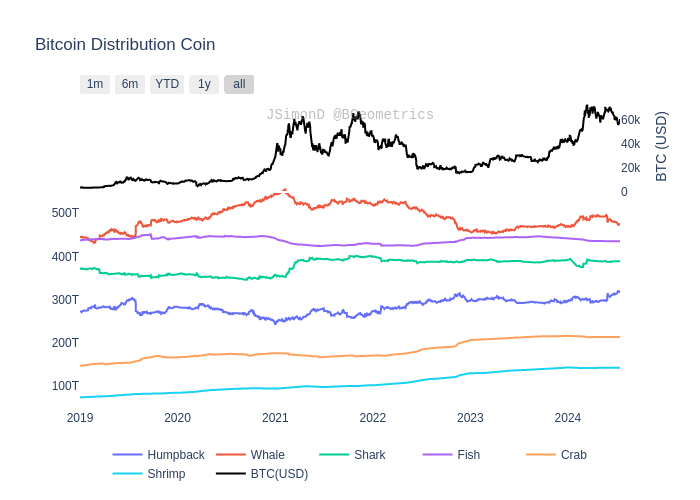 Bitcoin Distribution Coin
1m 6m YTD 1y all
JSimonD @BGeometrics
60k
40k
20k
0
BTC (USD)
500T
400T
300T
200T
100T
2019 2020 2021 2022 2023 2024
Humpback Whale Shark Fish Crab
Shrimp BTC(USD)